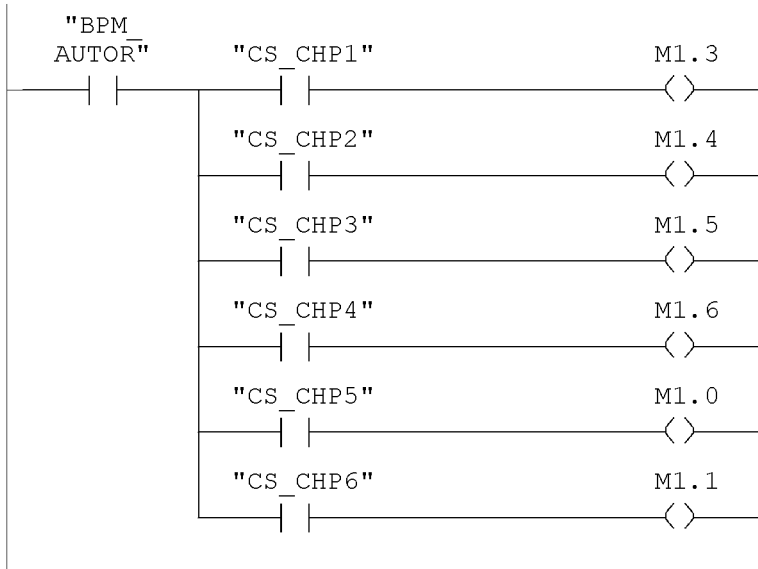 "BPM_
AUTOR" "CS_CHP1" M1.3
"CS_CHP2" M1.4
"CS_CHP3" M1.5
"CS_CHP4" M1.6
"CS_CHP5" M1.0
"CS_CHP6" M1.1